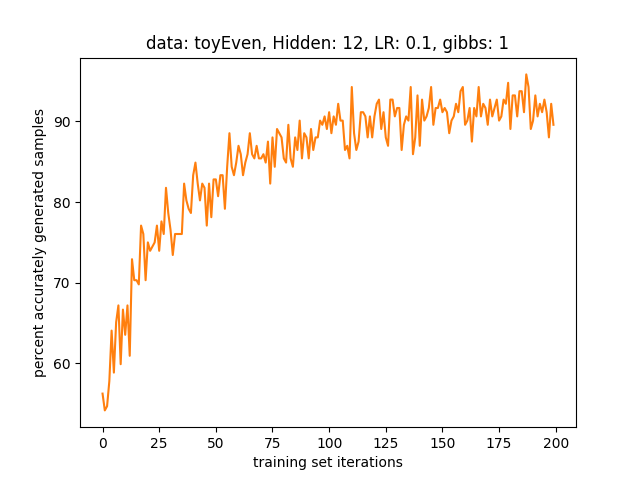 data: toyEven, Hidden: 12, LR: 0.1, gibbs: 1
percent accurately generated samples
90
80
70
60
0 25 50 75 100 125 150 175 200
training set iterations